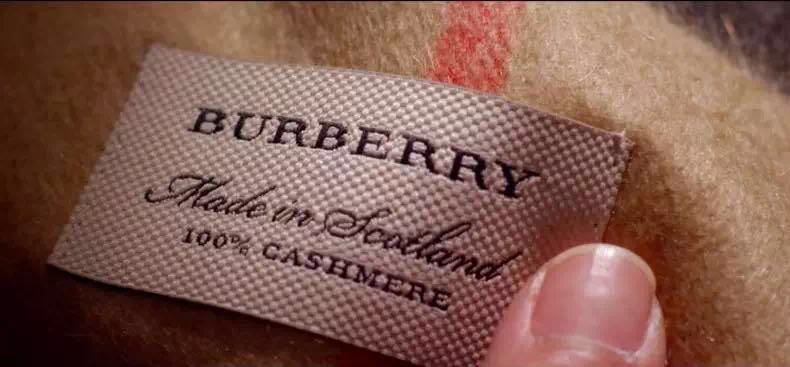 BURBERRY
Made in Scotland
100% CASHMERE